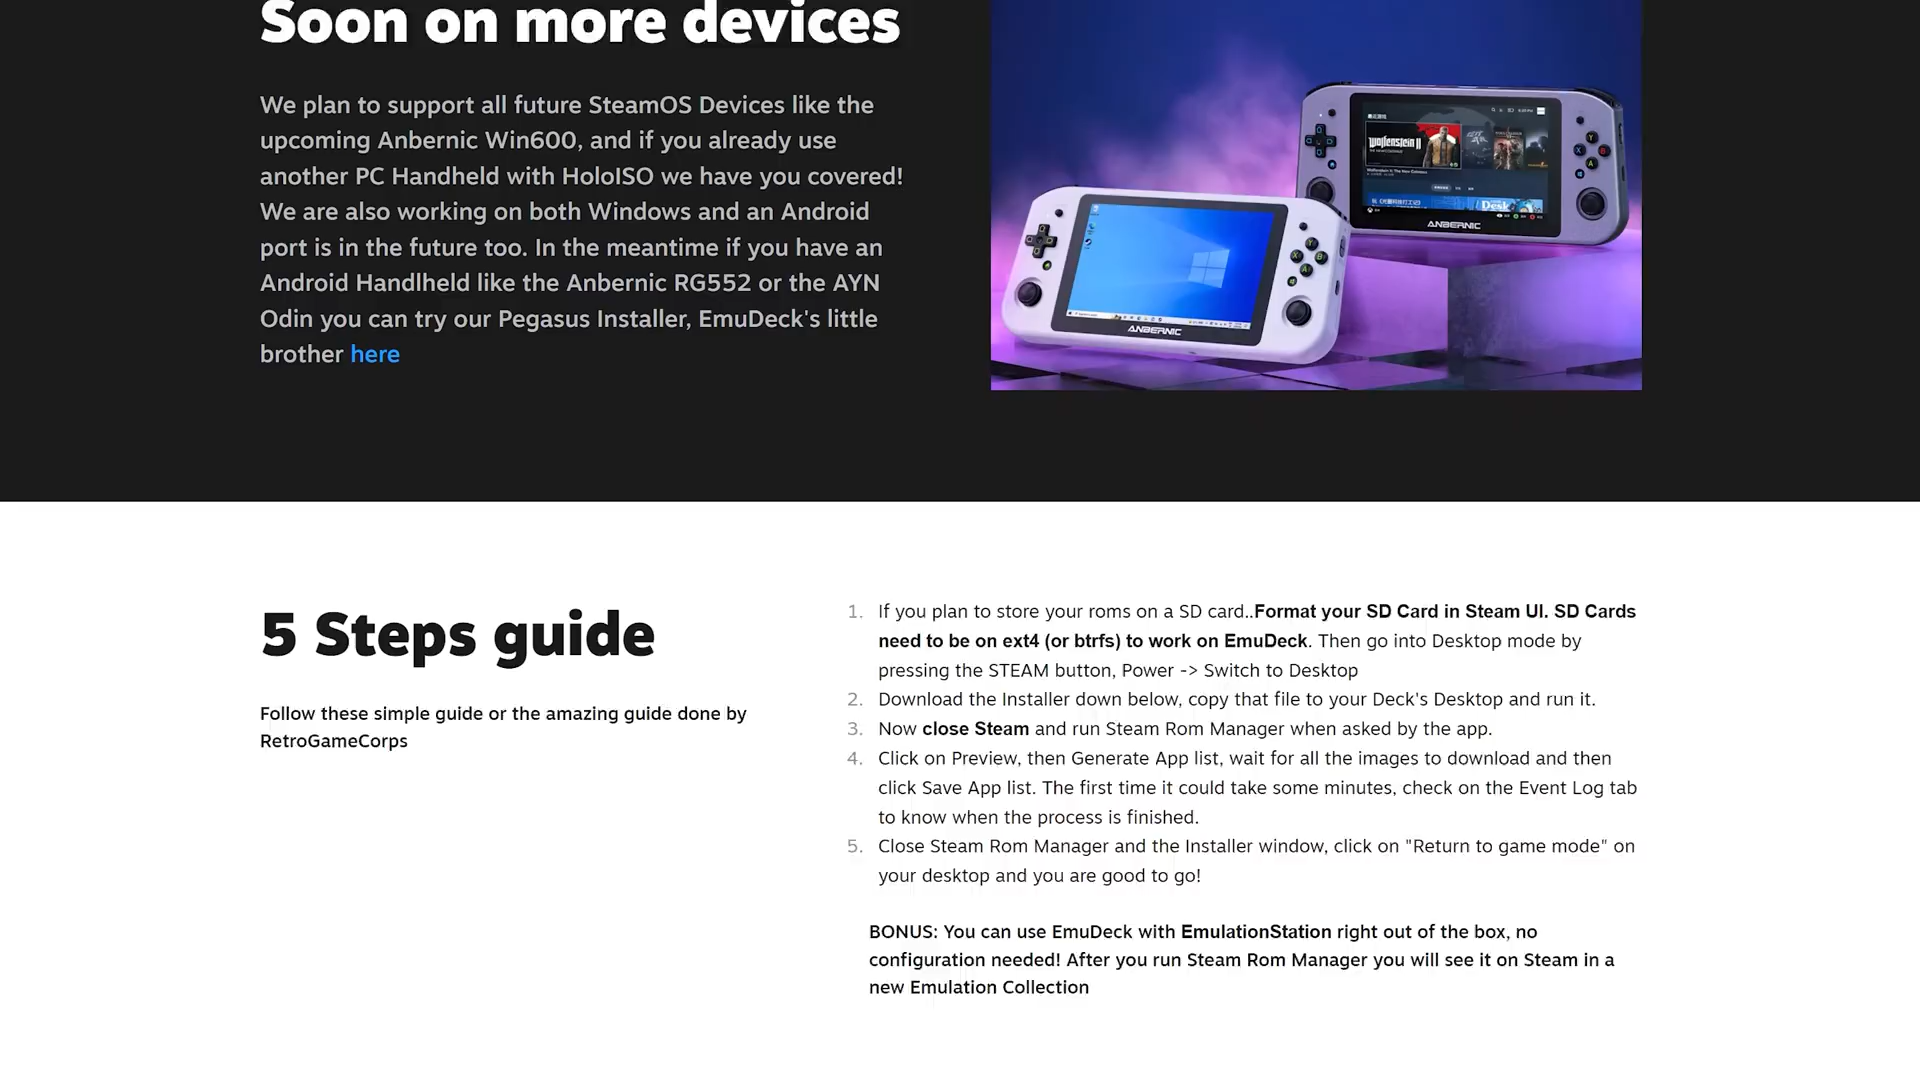 Soon on more devices
We plan to support all future SteamOS Devices like the
upcoming Anbernic Win600, and if you already use
another PC Handheld with HoloISO we have you covered!
We are also working on both Windows and an Android
port is in the future too. In the meantime if you have an
Android Handlheld like the Anbernic RG552 or the AYN
Odin you can try our Pegasus Installer, EmuDeck's little
brother here
Wolfenstein II
ANBERNIC
ANBERNIC
5 Steps guide
Follow these simple guide or the amazing guide done by
RetroGameCorps
1. If you plan to store your roms on a SD card..Format your SD Card in Steam UI. SD Cards
need to be on ext4 (or btrfs) to work on EmuDeck. Then go into Desktop mode by
pressing the STEAM button, Power -> Switch to Desktop
2. Download the Installer down below, copy that file to your Deck's Desktop and run it.
3. Now close Steam and run Steam Rom Manager when asked by the app.
4. Click on Preview, then Generate App list, wait for all the images to download and then
click Save App list. The first time it could take some minutes, check on the Event Log tab
to know when the process is finished.
5. Close Steam Rom Manager and the Installer window, click on "Return to game mode" on
your desktop and you are good to go!
BONUS: You can use EmuDeck with EmulationStation right out of the box, no
configuration needed! After you run Steam Rom Manager you will see it on Steam in a
new Emulation Collection